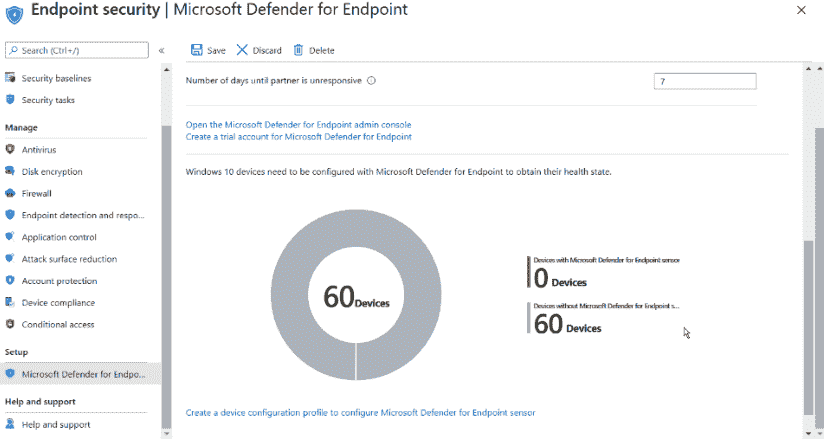 Endpoint security | Microsoft Defender for Endpoint
Search (Ctrl+/)
Save Discard Delete
Security baselines
Security tasks
Manage
Antivirus
Disk encryption
Firewall
Endpoint detection and respo...
Application control
Attack surface reduction
Account protection
Device compliance
Conditional access
Setup
Microsoft Defender for Endpo...
Help and support
Help and support
Number of days until partner is unresponsive
7
Open the Microsoft Defender for Endpoint admin console
Create a trial account for Microsoft Defender for Endpoint
Windows 10 devices need to be configured with Microsoft Defender for Endpoint to obtain their health state.
60 Devices
Devices with Microsoft Defender for Endpoint sensor
0 Devices
Devices without Microsoft Defender for Endpoint s...
60 Devices
Create a device configuration profile to configure Microsoft Defender for Endpoint sensor